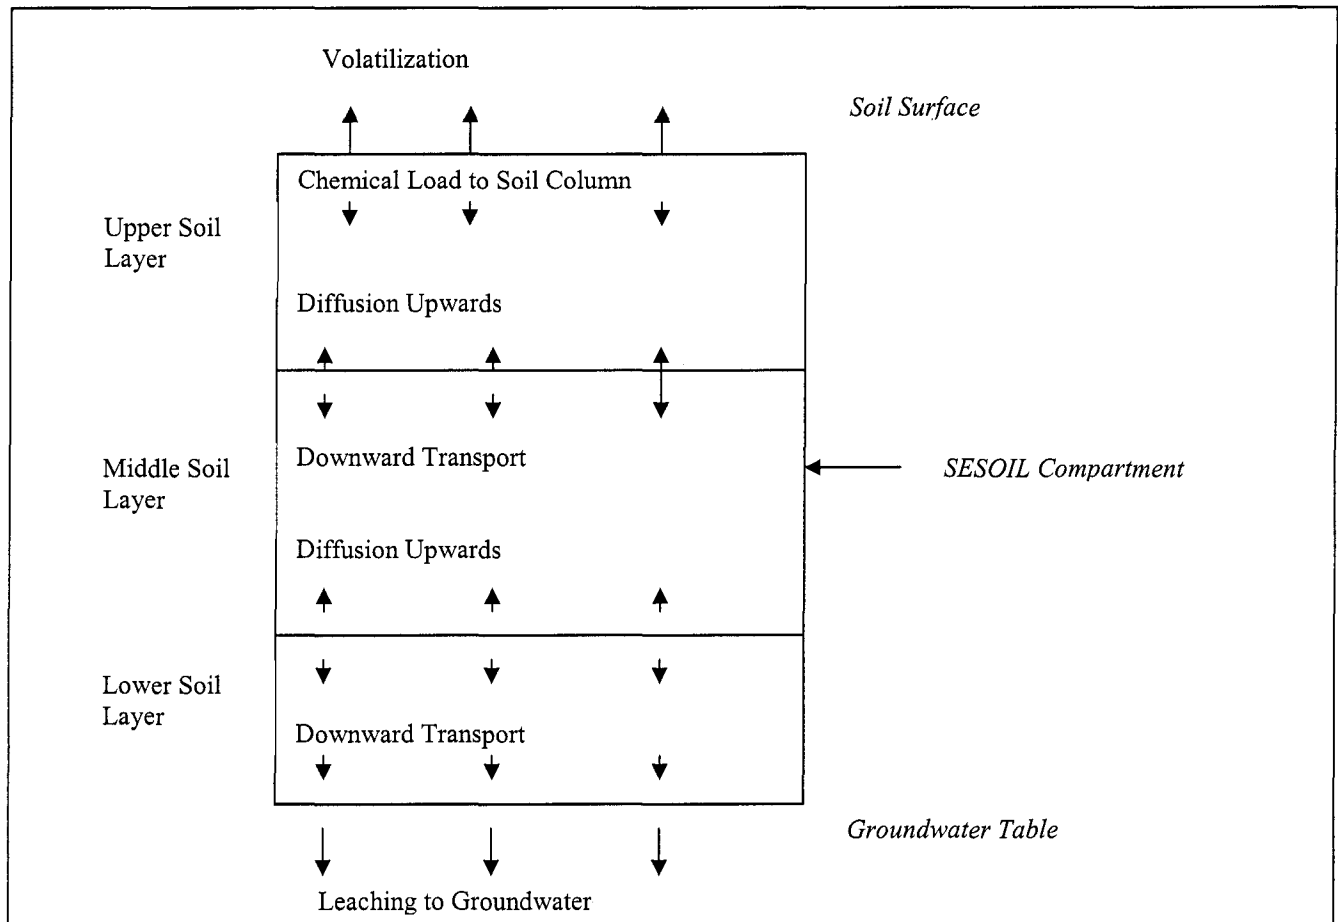 Volatilization
Soil Surface
Chemical Load to Soil Column
Upper Soil
Layer
Diffusion Upwards
Downward Transport
Middle Soil
Layer
SESOIL Compartment
Diffusion Upwards
Lower Soil
Layer
Downward Transport
Groundwater Table
Leaching to Groundwater